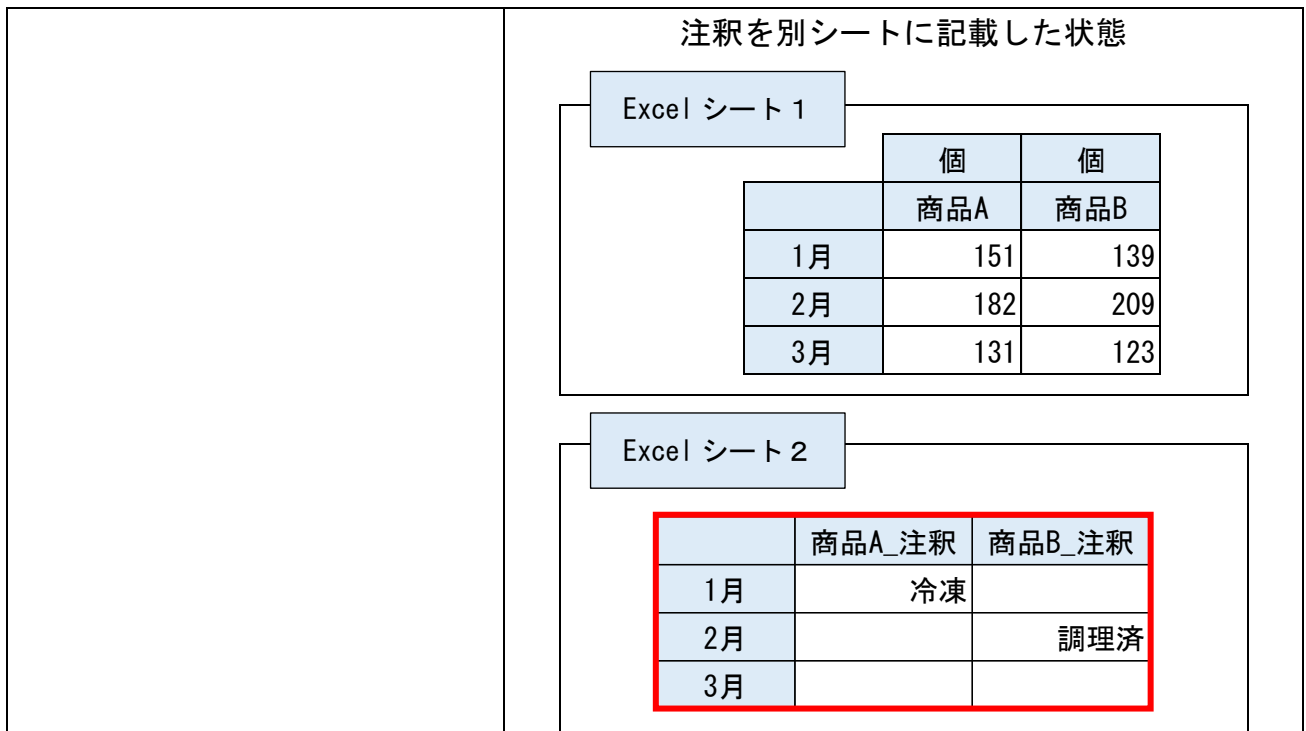 注釈を別シートに記載した状態
Excel シート１
個 個
商品A 商品B
1月 151 139
2月 182 209
3月 131 123
Excel シート２
商品A_注釈 商品B_注釈
1月 冷凍
2月 調理済
3月